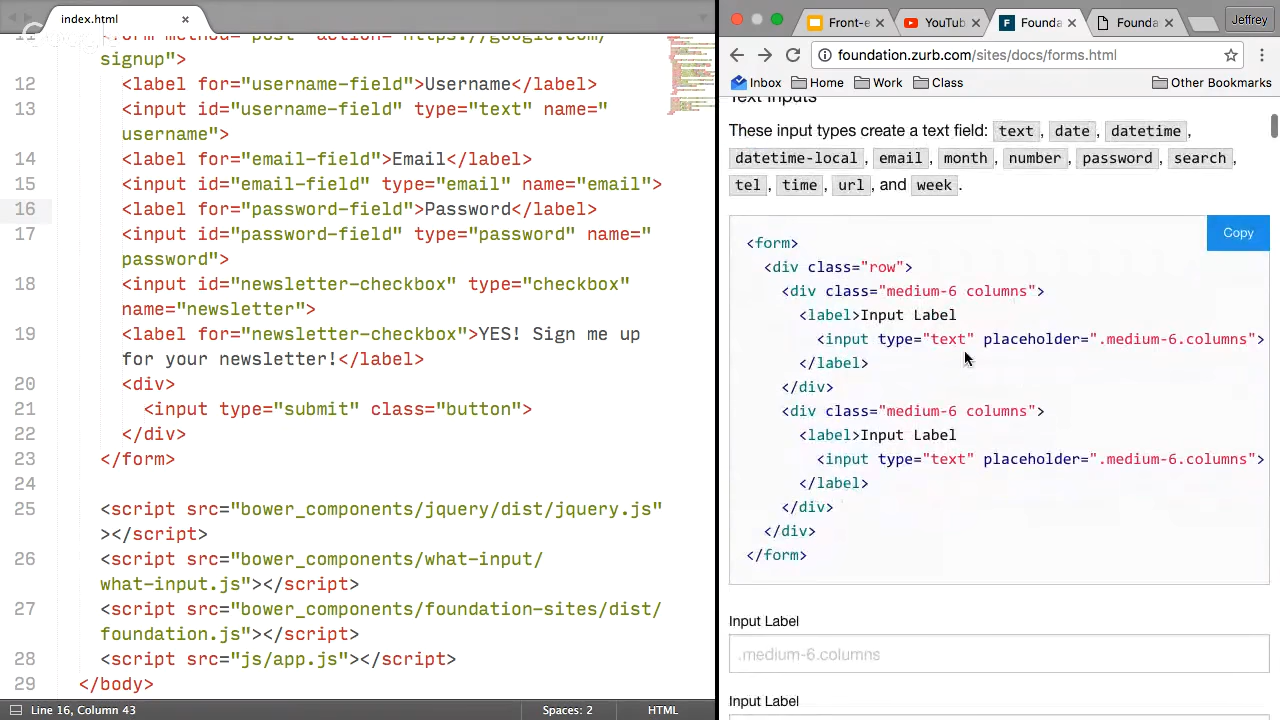 index.html
11 <form method="post" action="https://google.com/
signup">
12 <label for="username-field">Username</label>
13 <input id="username-field" type="text" name="
username">
14 <label for="email-field">Email</label>
15 <input id="email-field" type="email" name="email">
16 <label for="password-field">Password</label>
17 <input id="password-field" type="password" name="
password">
18 <input id="newsletter-checkbox" type="checkbox"
name="newsletter">
19 <label for="newsletter-checkbox">YES! Sign me up
for your newsletter!</label>
20 <div>
21 <input type="submit" class="button">
22 </div>
23 </form>
24
25 <script src="bower_components/jquery/dist/jquery.js"
></script>
26 <script src="bower_components/what-input/
what-input.js"></script>
27 <script src="bower_components/foundation-sites/dist/
foundation.js"></script>
28 <script src="js/app.js"></script>
29 </body>
Line 16, Column 43 Spaces: 2 HTML
Google
Front-e YouTub Founda Founda Jeffrey
foundation.zurb.com/sites/docs/forms.html
Inbox Home Work Class Other Bookmarks
Text Inputs
These input types create a text field: text, date, datetime,
datetime-local, email, month, number, password, search,
tel, time, url, and week.
Copy
<form>
<div class="row">
<div class="medium-6 columns">
<label>Input Label
<input type="text" placeholder=".medium-6.columns">
</label>
</div>
<div class="medium-6 columns">
<label>Input Label
<input type="text" placeholder=".medium-6.columns">
</label>
</div>
</div>
</form>
Input Label
.medium-6.columns
Input Label